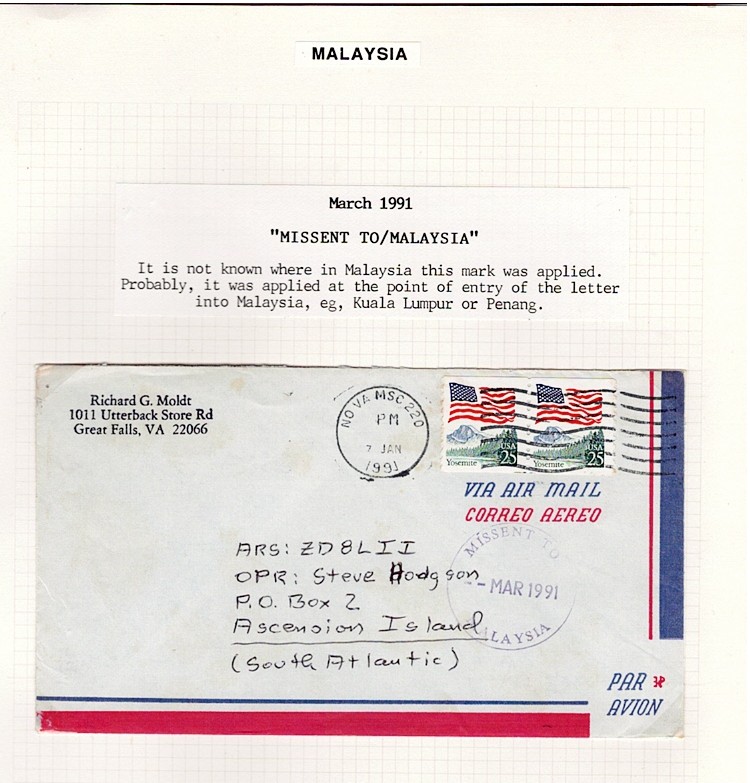 MALAYSIA
March 1991
"MISSENT TO/MALAYSIA"
It is not known where in Malaysia this mark was applied.
Probably, it was applied at the point of entry of the letter
into Malaysia, eg, Kuala Lumpur or Penang.
Richard G. Moldt
1011 Utterback Store Rd
Great Falls, VA 22066
NO VA MSC 220
PM
7 JAN
1991
USA
25
Yosemite
USA
25
Yosemite
VIA AIR MAIL
CORREO AEREO
MISSENT TO
-- MAR 1991
MALAYSIA
ARS: ZD8LII
OPR: Steve Hodgson
P.O. Box 2
Ascension Island
(South Atlantic)
PAR
AVION